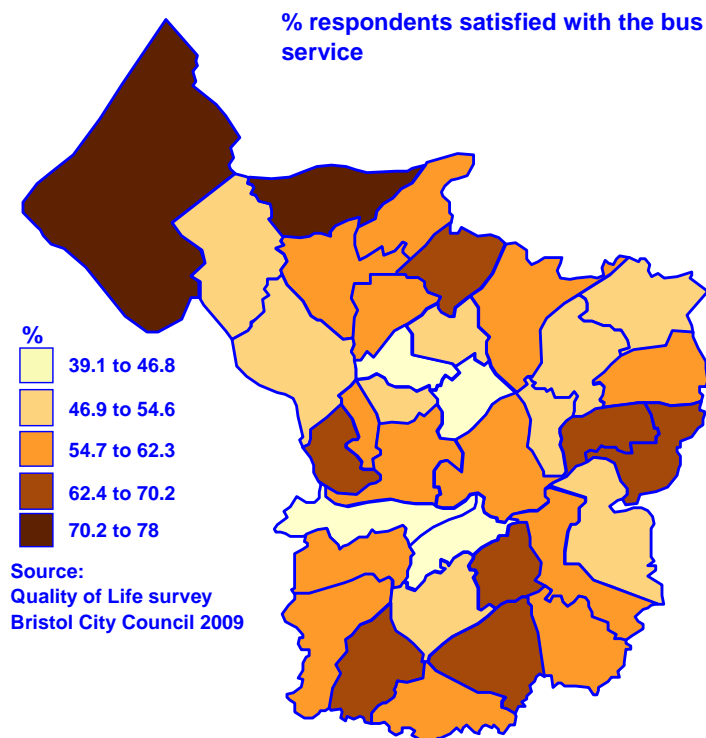 % respondents satisfied with the bus
service
%
39.1 to 46.8
46.9 to 54.6
54.7 to 62.3
62.4 to 70.2
70.2 to 78
Source:
Quality of Life survey
Bristol City Council 2009